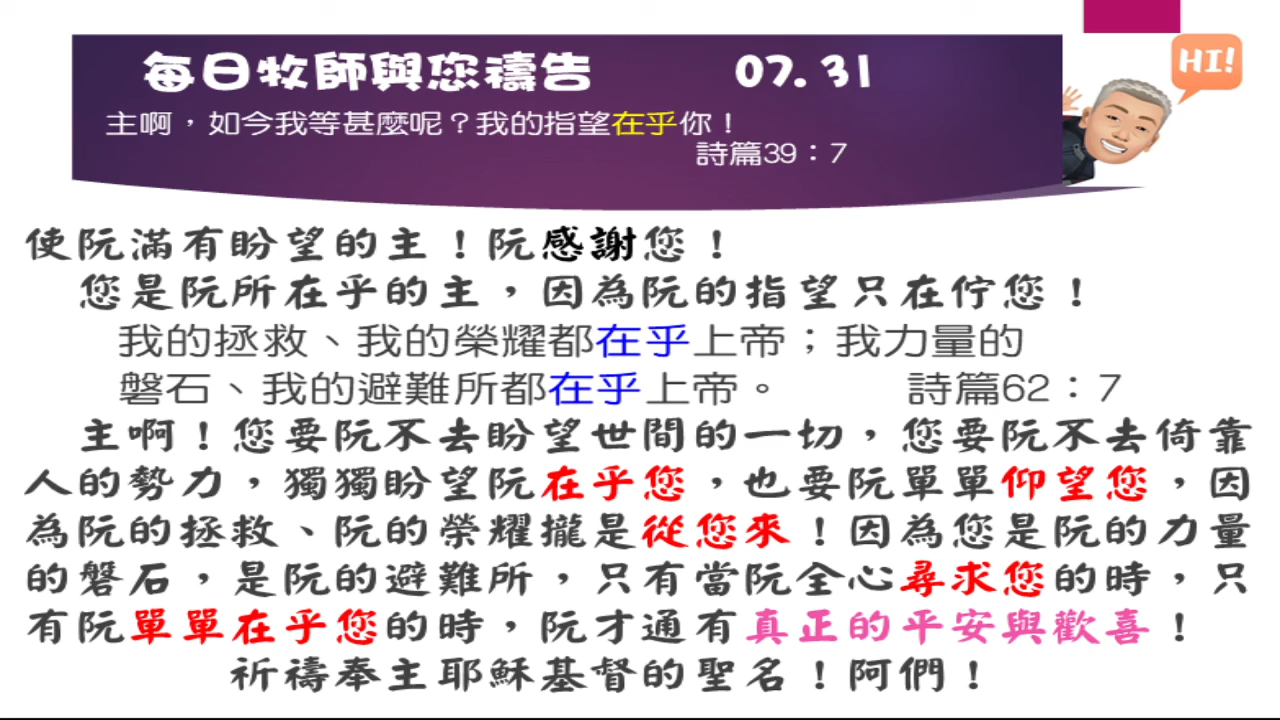 每日牧師與您禱告 07.31
HI!
主啊，如今我等甚麼呢？我的指望在乎你！
詩篇39：7
使阮滿有盼望的主！阮感謝您！
您是阮所在乎的主，因為阮的指望只在佇您！
我的拯救、我的榮耀都在乎上帝；我力量的
磐石、我的避難所都在乎上帝。 詩篇62：7
主啊！您要阮不去盼望世間的一切，您要阮不去倚靠
人的勢力，獨獨盼望阮在乎您，也要阮單單仰望您，因
為阮的拯救、阮的榮耀攏是從您來！因為您是阮的力量
的磐石，是阮的避難所，只有當阮全心尋求您的時，只
有阮單單在乎您的時，阮才通有真正的平安與歡喜！
祈禱奉主耶穌基督的聖名！阿們！